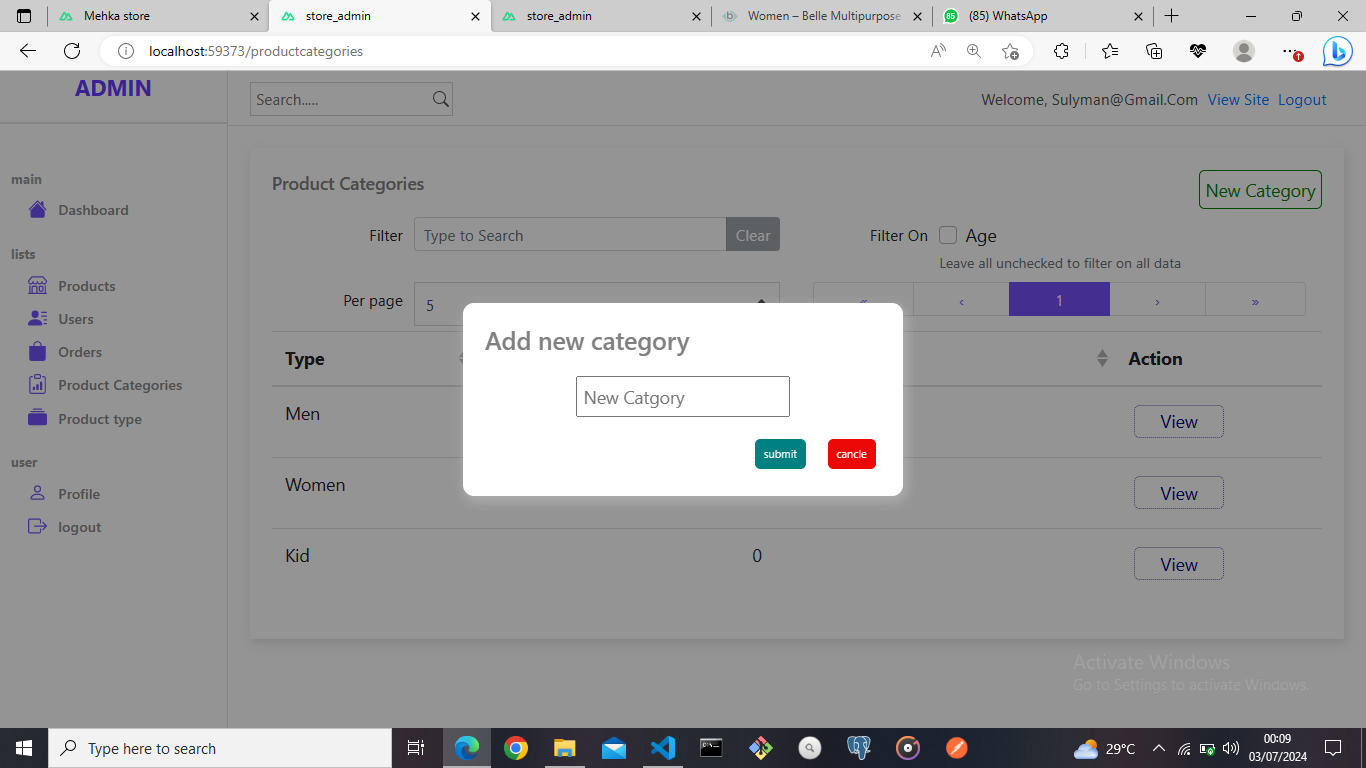 Mehka store
store_admin
store_admin
Women – Belle Multipurpose
(85) WhatsApp
localhost:59373/productcategories
ADMIN
Search.....
Welcome, Sulyman@Gmail.Com View Site Logout
main
Dashboard
lists
Products
Users
Orders
Product Categories
Product type
user
Profile
logout
Product Categories
New Category
Filter
Type to Search
Clear
Filter On
Age
Leave all unchecked to filter on all data
Per page
5
« ‹ 1 › »
Type
Action
Men
View
Women
View
Kid
0
View
Add new category
New Catgory
submit
cancle
Activate Windows
Go to Settings to activate Windows.
Type here to search
29°C
00:09
03/07/2024